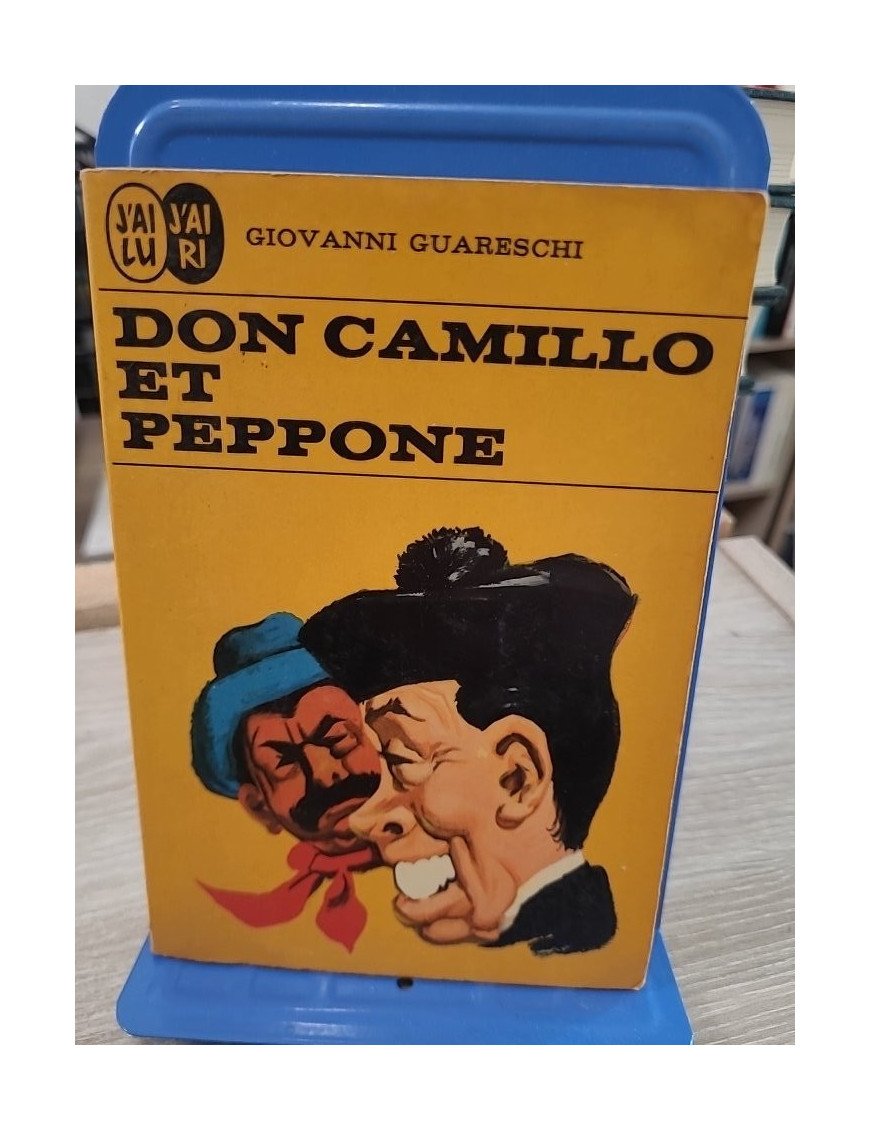 J'AI
LU
J'AI
RI
GIOVANNI GUARESCHI
DON CAMILLO
ET
PEPPONE